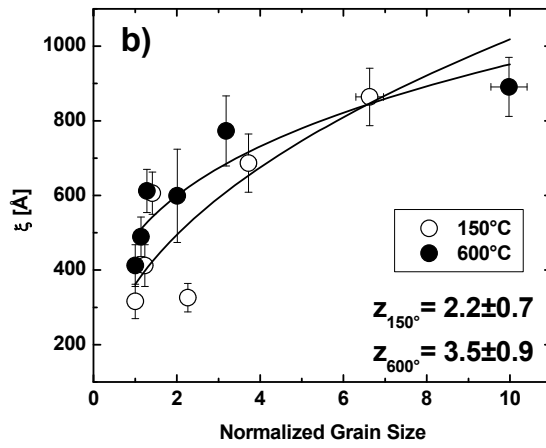 b)
1000
800
600
400
200
ξ [Å]
150°C
600°C
z150°= 2.2±0.7
z600°= 3.5±0.9
0 2 4 6 8 10
Normalized Grain Size